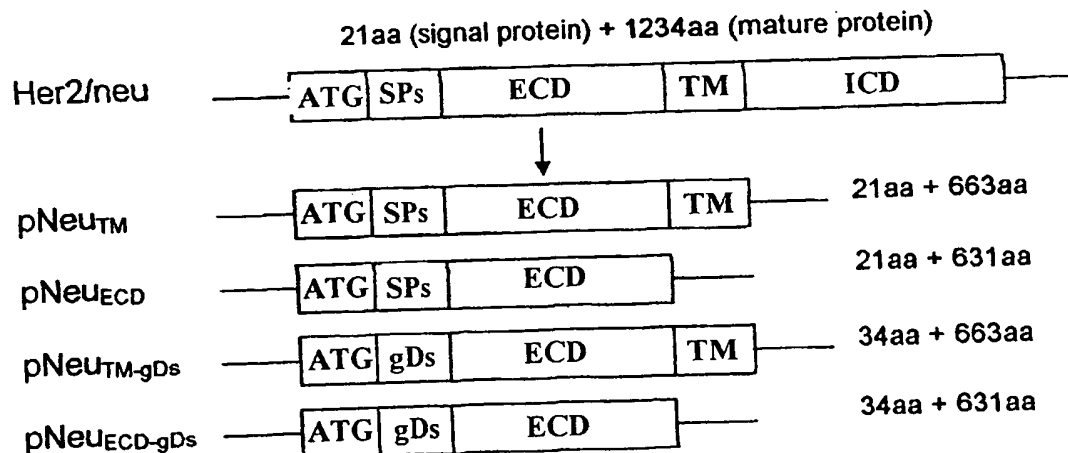 21aa (signal protein) + 1234aa (mature protein)
Her2/neu ATG SPs ECD TM ICD
pNeuTM ATG SPs ECD TM 21aa + 663aa
pNeuECD ATG SPs ECD 21aa + 631aa
pNeuTM-gDs ATG gDs ECD TM 34aa + 663aa
pNeuECD-gDs ATG gDs ECD 34aa + 631aa